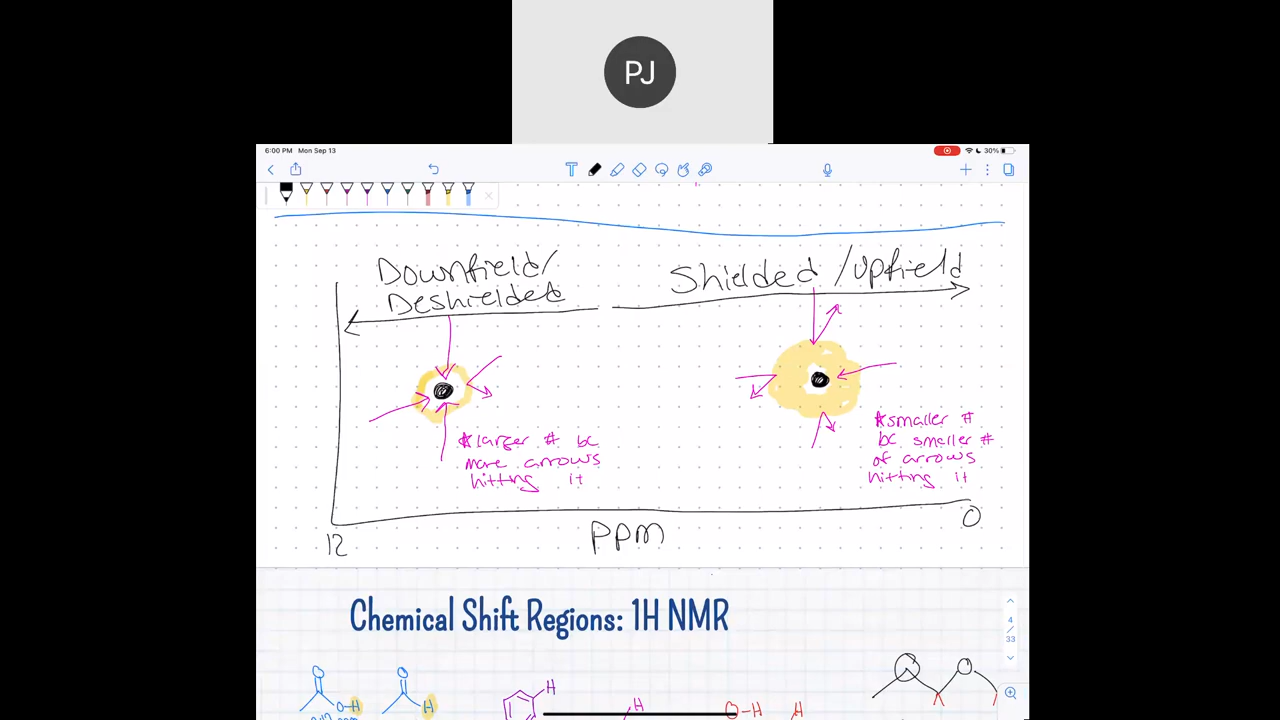 PJ
6:00 PM Mon Sep 13
30%
T
Downfield/
Deshielded
Shielded /Upfield
*larger # bc
more arrows
hitting it
*smaller #
bc smaller #
of arrows
hitting it
12
ppm
0
Chemical Shift Regions: 1H NMR
4
/
33
O
O-H
O
H
H
H
O-H
H